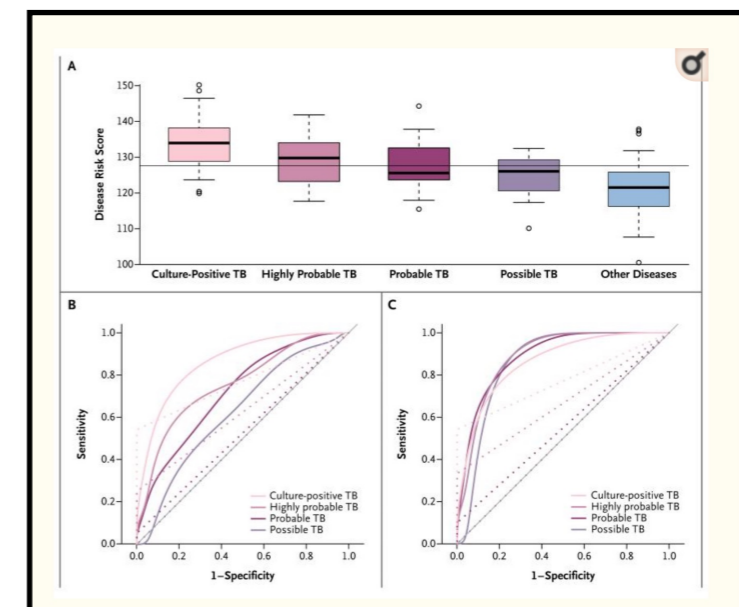 A
150
140
130
120
110
100
Disease Risk Score
Culture-Positive TB Highly Probable TB Probable TB Possible TB Other Diseases
B
1.0
0.8
0.6
0.4
0.2
0.0
Sensitivity
Culture-positive TB
Highly probable TB
Probable TB
Possible TB
0.0 0.2 0.4 0.6 0.8 1.0
1–Specificity
C
1.0
0.8
0.6
0.4
0.2
0.0
Sensitivity
Culture-positive TB
Highly probable TB
Probable TB
Possible TB
0.0 0.2 0.4 0.6 0.8 1.0
1–Specificity